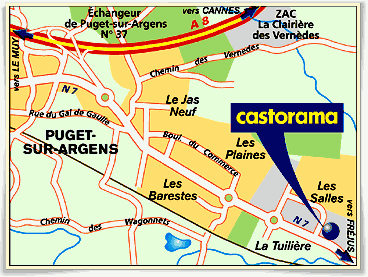 Échangeur
de Puget-sur-Argens
N° 37
vers CANNES
A 8
ZAC
La Clairière
des Vernèdes
vers LE MUY
Chemin des Vernedes
N 7
Le Jas
Neuf
Rue du Gal de Gaulle
castorama
PUGET-
SUR-ARGENS
Boul du Commerce
Les
Plaines
Les
Barestes
Les
Salles
vers FRÉJUS
Chemin des Wagonnets
N 7
La Tuilière